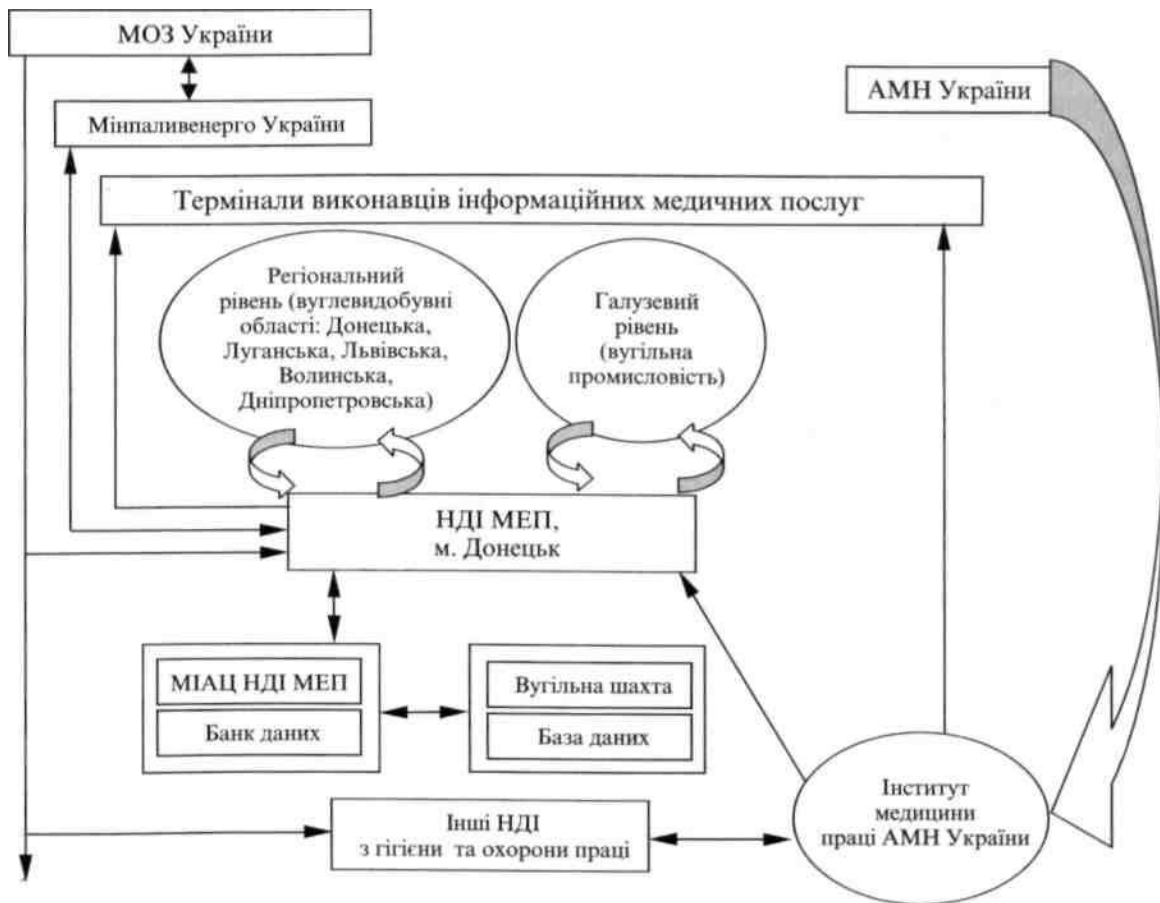 МОЗ України
АМН України
Мінпаливенерго України
Термінали виконавців інформаційних медичних послуг
Регіональний
рівень (вуглевидобувні
області: Донецька,
Луганська, Львівська,
Волинська,
Дніпропетровська)
Галузевий
рівень
(вугільна
промисловість)
НДІ МЕП,
м. Донецьк
МІАЦ НДІ МЕП
Банк даних
Вугільна шахта
База даних
Інші НДІ
з гігієни та охорони праці
Інститут
медицини
праці АМН України